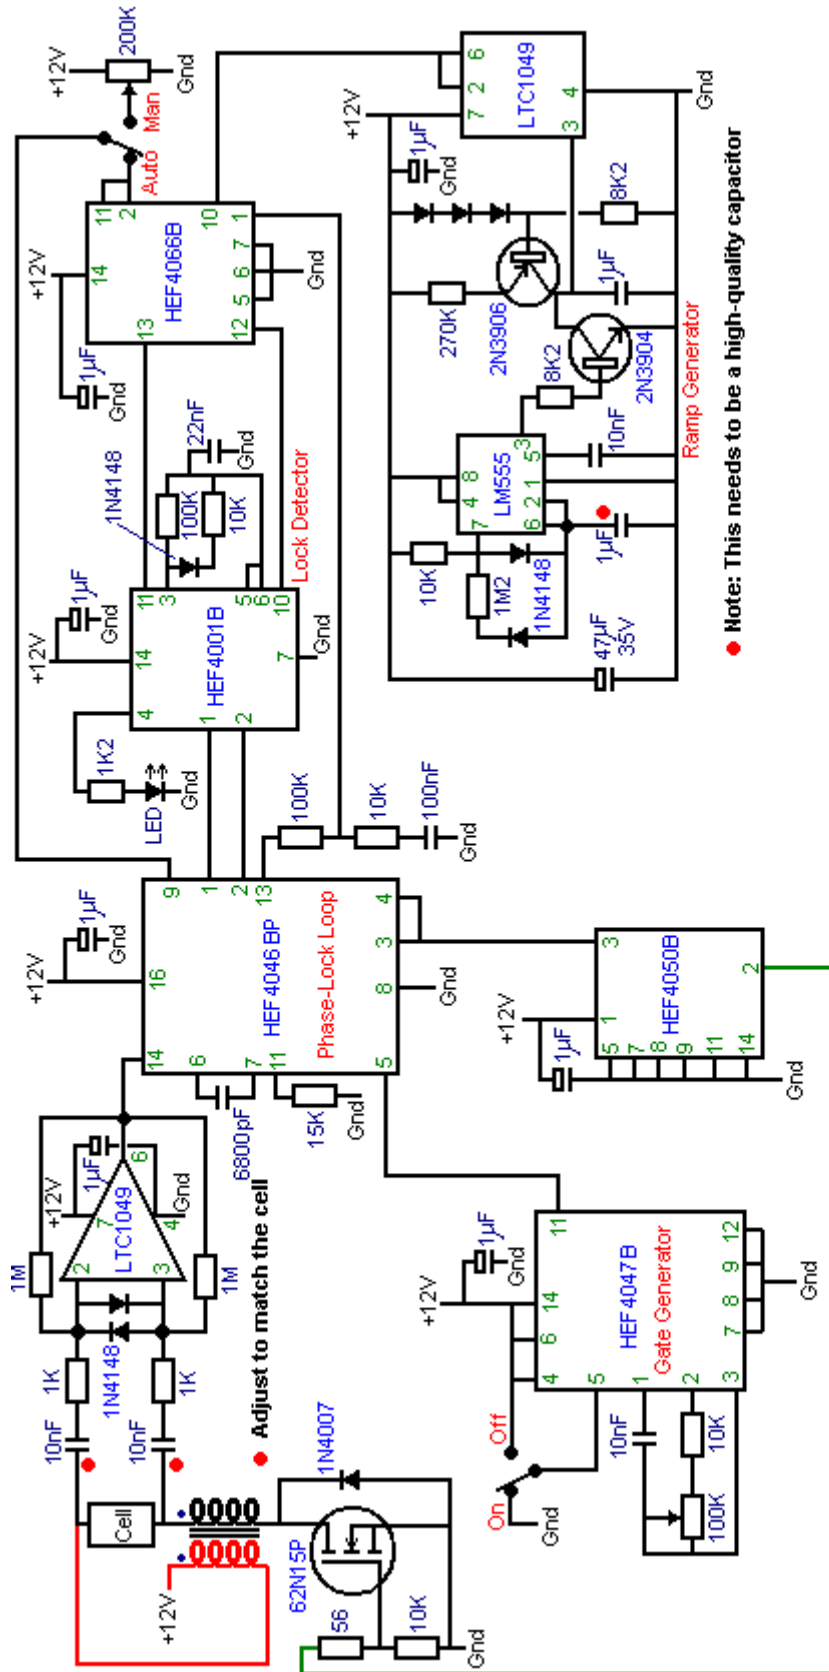 +12V
Cell
10nF
10nF
1K
1K
1N4148
1M
1M
2
3
7
4
6
LTC1049
+12V
1µF
Gnd
Adjust to match the cell
+12V
62N15P
1N4007
56
10K
Gnd
+12V
1µF
Gnd
14
16
9
6
7
11
5
8
3
4
1
2
13
HEF4046BP
Phase-Lock Loop
6800pF
15K
Gnd
Gnd
100K
10K
100nF
Gnd
LED
1K2
Gnd
+12V
1µF
Gnd
4
14
11
3
1
2
5
6
10
7
HEF4001B
Gnd
1N4148
100K
10K
22nF
Gnd
Lock Detector
+12V
1µF
Gnd
14
11
2
13
10
12
5
6
7
1
HEF4066B
Gnd
Auto
Man
+12V
200K
Gnd
On
Off
Gnd
+12V
1µF
Gnd
4
6
14
11
5
1
2
3
7
8
9
12
HEF4047B
Gate Generator
10nF
100K
10K
Gnd
+12V
1µF
1
3
5
7
8
9
11
14
2
HEF4050B
Gnd
47µF
35V
10K
1M2
1N4148
1µF
7
4
8
6
2
1
5
3
LM555
10nF
8K2
2N3904
270K
2N3906
1µF
8K2
Ramp Generator
1µF
Gnd
+12V
7
2
6
3
4
LTC1049
Gnd
Note: This needs to be a high-quality capacitor